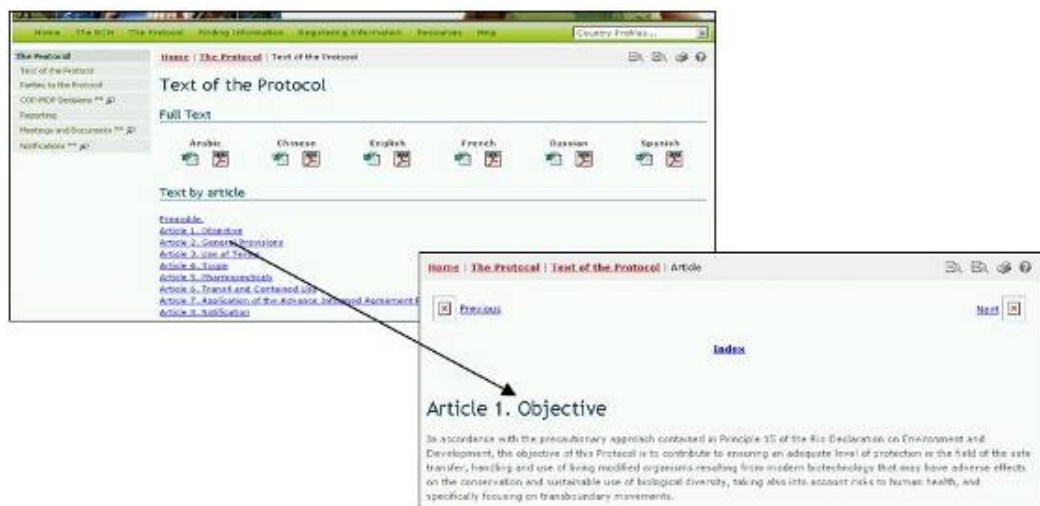 Home The BCH The Protocol Finding Information Registering Information Resources Help Country Profiles...
The Protocol
Text of the Protocol
Parties to the Protocol
COP-MOP Decisions **
Reporting
Meetings and Documents **
Notifications **
Home | The Protocol | Text of the Protocol
Text of the Protocol
Full Text
Arabic Chinese English French Russian Spanish
Text by article
Preamble.
Article 1. Objective
Article 2. General Provisions
Article 3. Use of Terms
Article 4. Scope
Article 5. Pharmaceuticals
Article 6. Transit and Contained Use
Article 7. Application of the Advance Informed Agreement P
Article 8. Notification
Home | The Protocol | Text of the Protocol | Article
Previous Next
Index
Article 1. Objective
In accordance with the precautionary approach contained in Principle 15 of the Rio Declaration on Environment and
Development, the objective of this Protocol is to contribute to ensuring an adequate level of protection in the field of the safe
transfer, handling and use of living modified organisms resulting from modern biotechnology that may have adverse effects
on the conservation and sustainable use of biological diversity, taking also into account risks to human health, and
specifically focusing on transboundary movements.